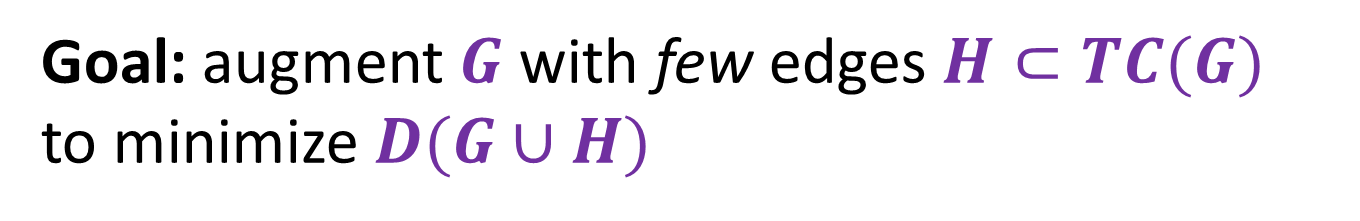 Goal: augment G with few edges H ⊂ TC(G)
to minimize D(G ∪ H)